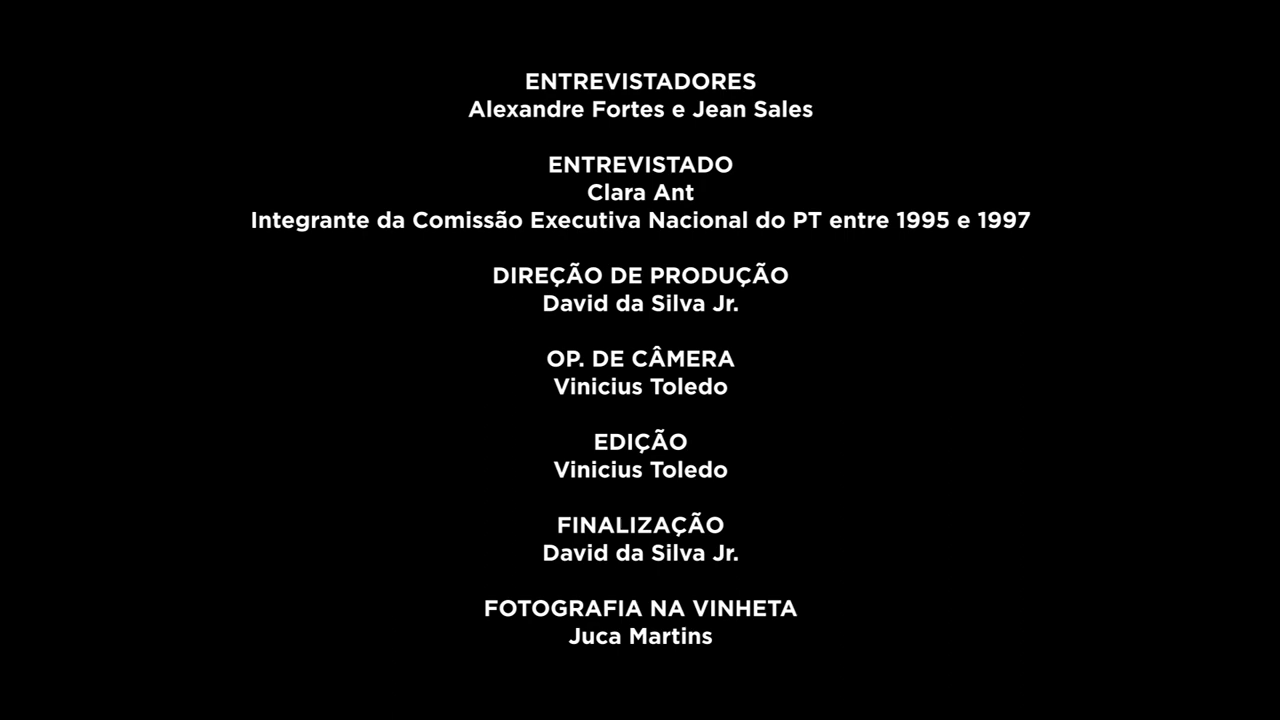 ENTREVISTADORES
Alexandre Fortes e Jean Sales
ENTREVISTADO
Clara Ant
Integrante da Comissão Executiva Nacional do PT entre 1995 e 1997
DIREÇÃO DE PRODUÇÃO
David da Silva Jr.
OP. DE CÂMERA
Vinicius Toledo
EDIÇÃO
Vinicius Toledo
FINALIZAÇÃO
David da Silva Jr.
FOTOGRAFIA NA VINHETA
Juca Martins